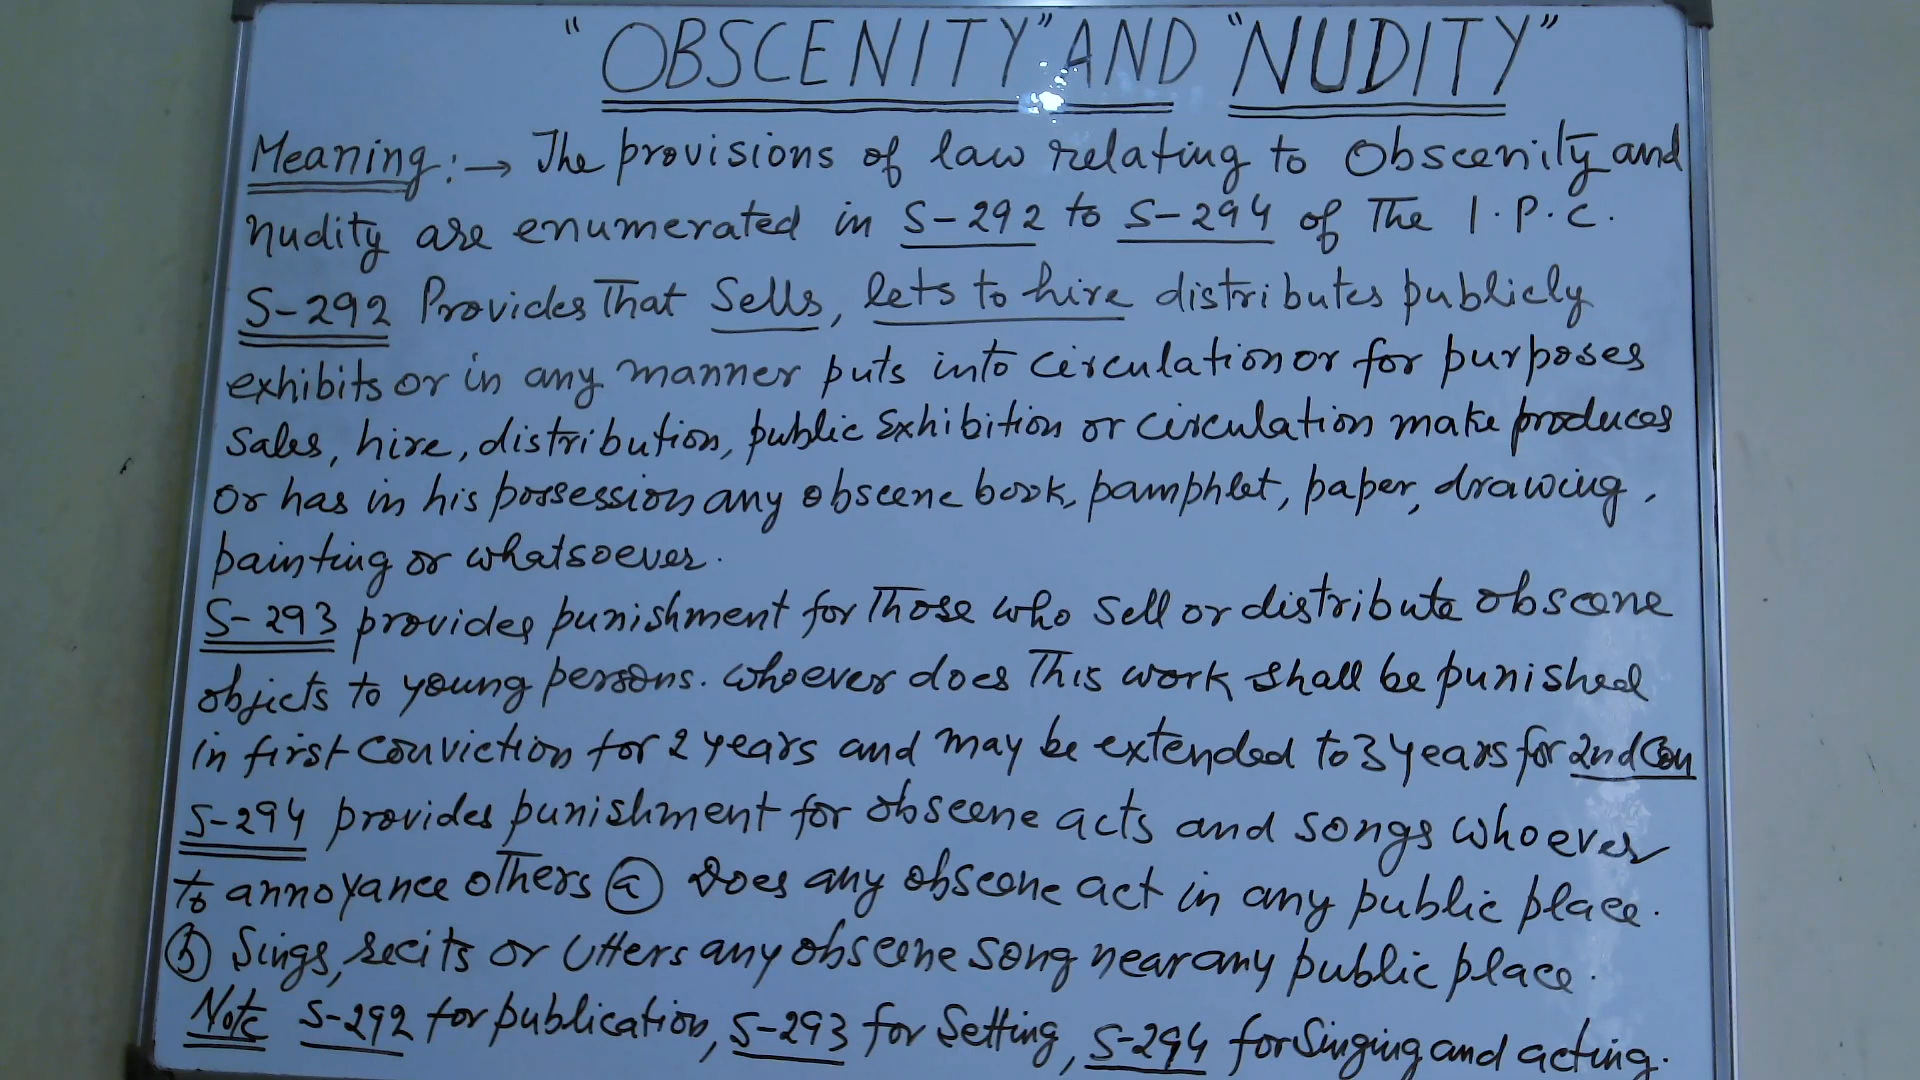 "OBSCENITY" AND "NUDITY"
Meaning:→ The provisions of law relating to Obscenity and
nudity are enumerated in S-292 to S-294 of The I.P.C.
S-292 Provides That Sells, lets to hire distributes publicly
exhibits or in any manner puts into circulation or for purposes
Sales, hire, distribution, public Exhibition or circulation make produces
or has in his possession any obscene book, pamphlet, paper, drawing,
painting or whatsoever.
S-293 provides punishment for Those who sell or distribute obscene
objects to young persons. Whoever does This work shall be punished
in first conviction for 2 years and may be extended to 3 years for 2nd Con
S-294 provides punishment for obscene acts and songs whoever
to annoyance others (a) Does any obscene act in any public place.
(b) Sings, recits or Utters any obscene song near any public place.
Note S-292 for publication, S-293 for Setting, S-294 for Singing and acting.